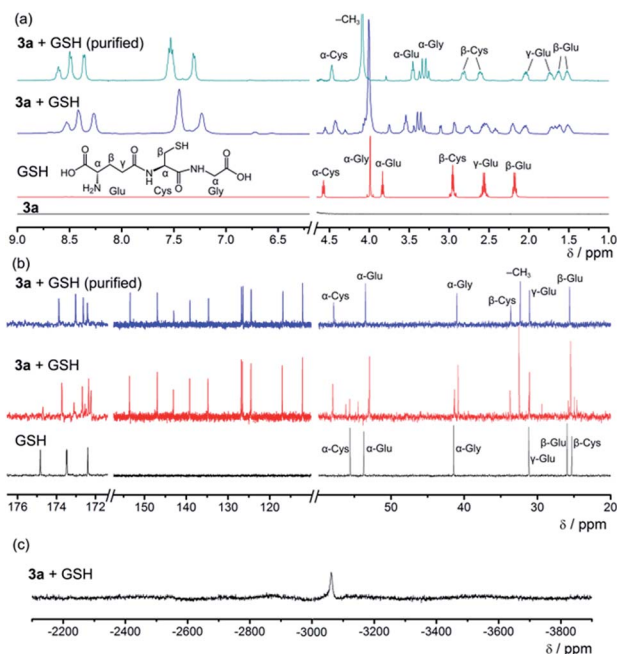 (a)
3a + GSH (purified)
–CH₃
α-Cys
α-Glu
α-Gly
β-Cys
γ-Glu
β-Glu
3a + GSH
GSH
HO
O
α
β
γ
H₂N
Glu
O
N
H
SH
β
α
Cys
O
H
N
α
Gly
O
OH
α-Cys
α-Gly
α-Glu
β-Cys
γ-Glu
β-Glu
3a
9.0 8.5 8.0 7.5 7.0 6.5 4.5 4.0 3.5 3.0 2.5 2.0 1.5 1.0
δ / ppm
(b)
3a + GSH (purified)
α-Cys
α-Glu
α-Gly
β-Cys
–CH₃
γ-Glu
β-Glu
3a + GSH
GSH
α-Cys
α-Glu
α-Gly
γ-Glu
β-Glu
β-Cys
176 174 172 150 140 130 120 50 40 30 20
δ / ppm
(c)
3a + GSH
-2200 -2400 -2600 -2800 -3000 -3200 -3400 -3600 -3800
δ / ppm